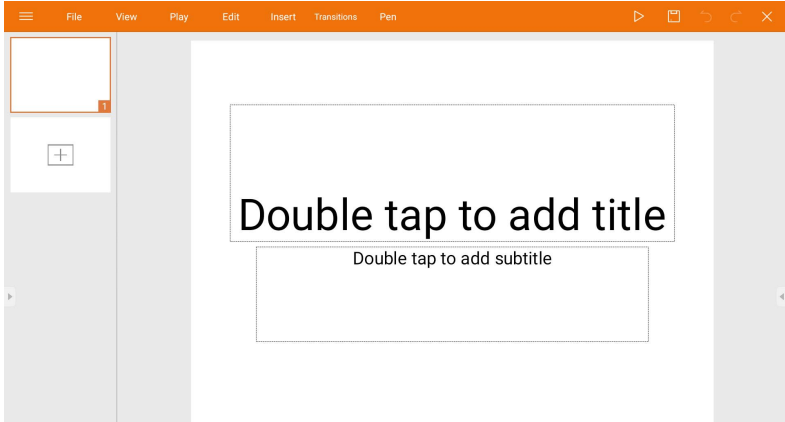 File View Play Edit Insert Transitions Pen
1
Double tap to add title
Double tap to add subtitle